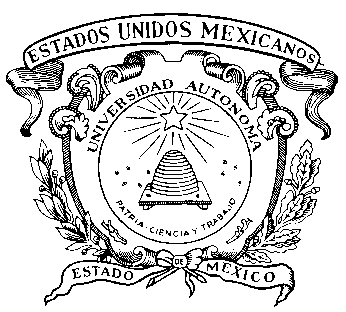 ESTADOS UNIDOS MEXICANOS
UNIVERSIDAD AUTONOMA
PATRIA·CIENCIA Y TRABAJO
ESTADO DE MEXICO